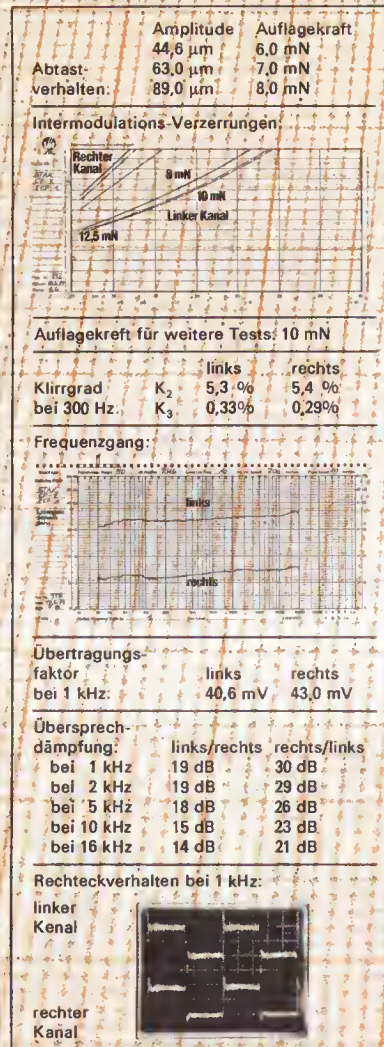 Amplitude Auflagekraft
44,6 µm 6,0 mN
Abtast- 63,0 µm 7,0 mN
verhalten: 89,0 µm 8,0 mN
Intermodulations-Verzerrungen:
Rechter
Kanal
8 mN
10 mN
Linker Kanal
12,5 mN
Auflagekreft für weitere Tests: 10 mN
links rechts
Klirrgrad K₂ 5,3 % 5,4 %
bei 300 Hz K₃ 0,33% 0,29%
Frequenzgang:
links
rechts
Übertragungs-
faktor links rechts
bei 1 kHz: 40,6 mV 43,0 mV
Übersprech-
dämpfung: links/rechts rechts/links
bei 1 kHz 19 dB 30 dB
bei 2 kHz 19 dB 29 dB
bei 5 kHz 18 dB 26 dB
bei 10 kHz 15 dB 23 dB
bei 16 kHz 14 dB 21 dB
Rechteckverhalten bei 1 kHz:
linker
Kenal
rechter
Kanal